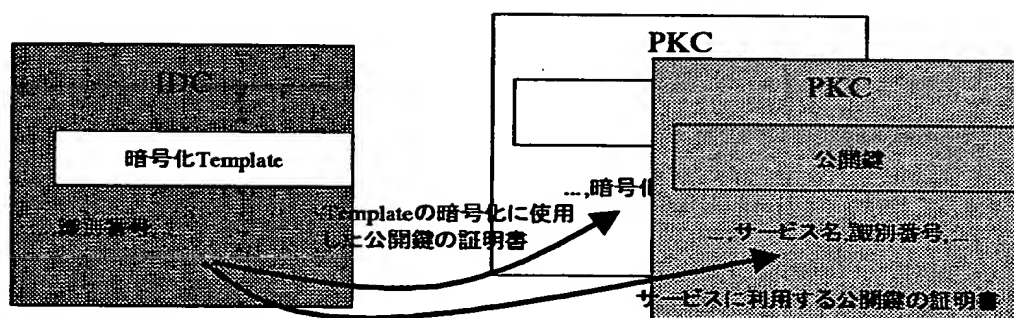 IDC
暗号化Template
...,識別番号,...
Templateの暗号化に使用
した公開鍵の証明書
PKC
...,暗号化
PKC
公開鍵
...,サービス名,識別番号,...
サービスに利用する公開鍵の証明書